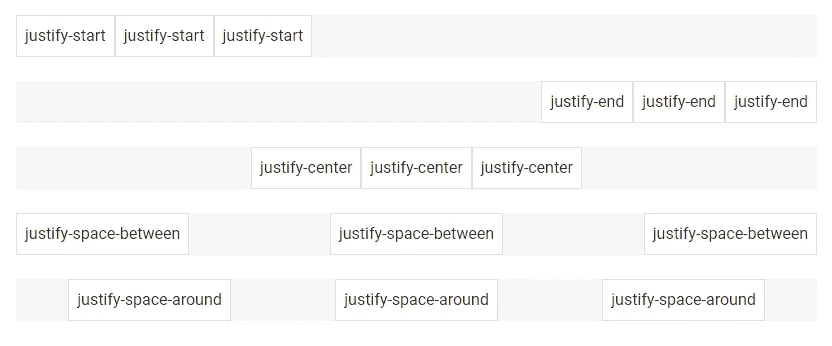 justify-start justify-start justify-start
justify-end justify-end justify-end
justify-center justify-center justify-center
justify-space-between justify-space-between justify-space-between
justify-space-around justify-space-around justify-space-around